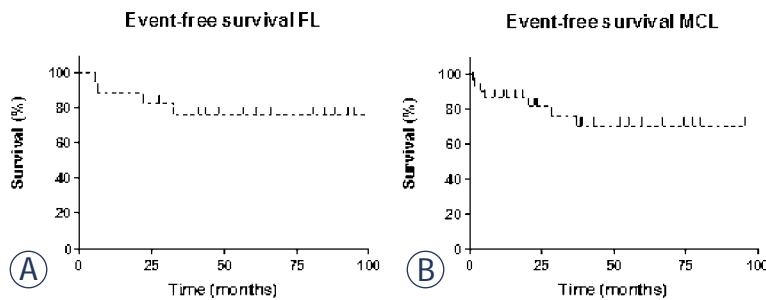 Event-free survival FL
Survival (%)
100
80
60
40
20
0
0 25 50 75 100
Time (months)
A
Event-free survival MCL
Survival (%)
100
80
60
40
20
0
0 25 50 75 100
Time (months)
B